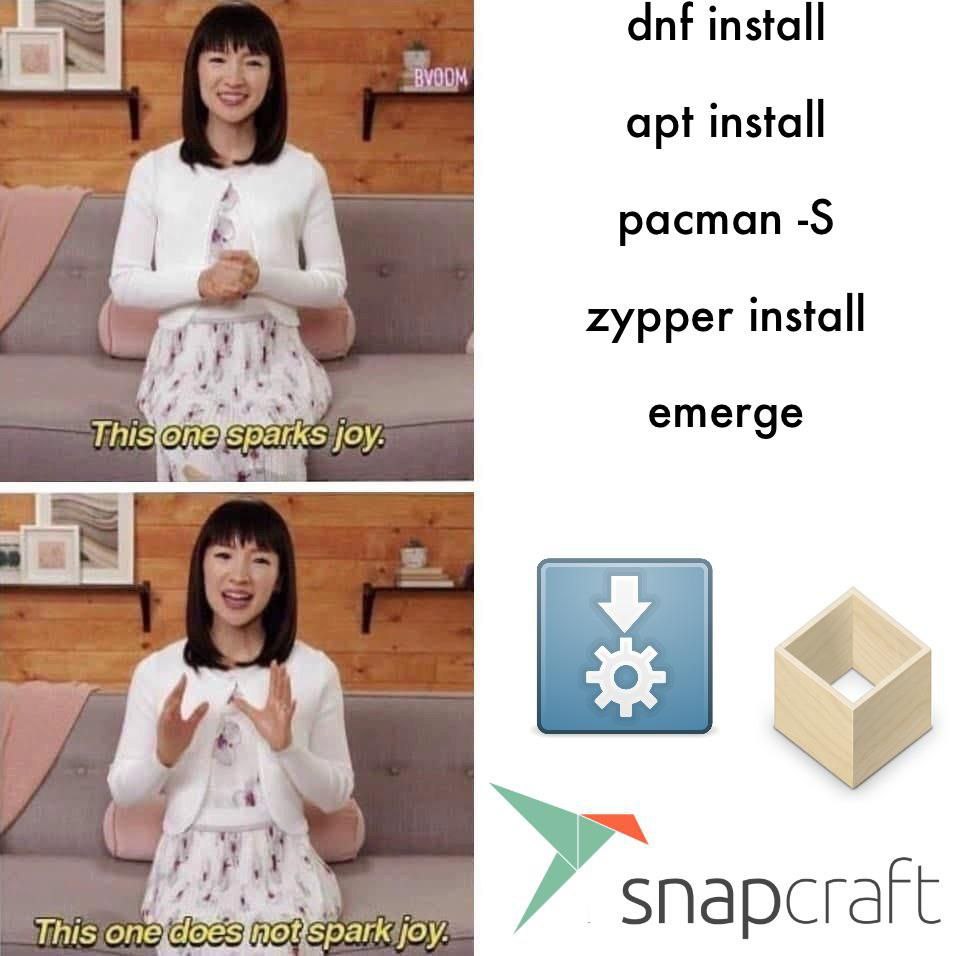 BVODM
This one sparks joy.
dnf install
apt install
pacman -S
zypper install
emerge
This one does not spark joy.
snapcraft